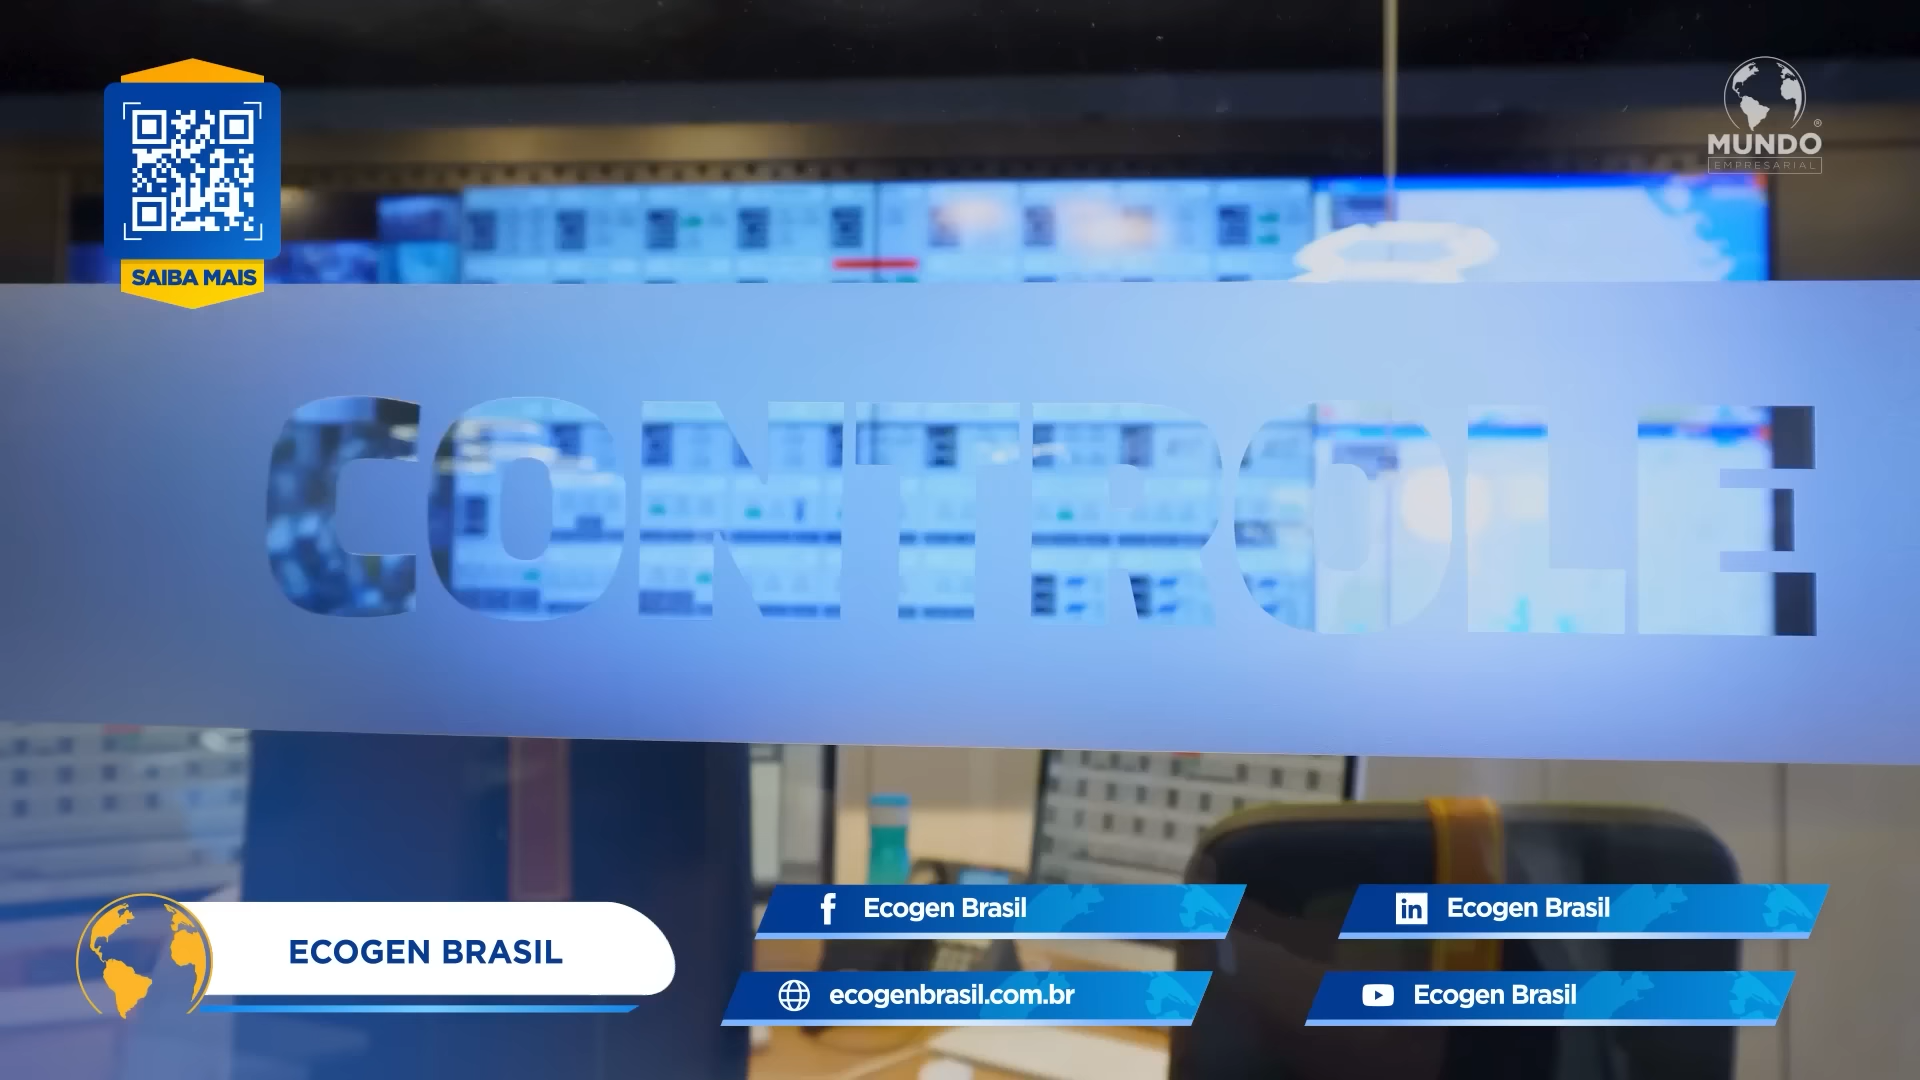 MUNDO
EMPRESARIAL
SAIBA MAIS
CONTROLE
ECOGEN BRASIL
Ecogen Brasil
Ecogen Brasil
ecogenbrasil.com.br
Ecogen Brasil